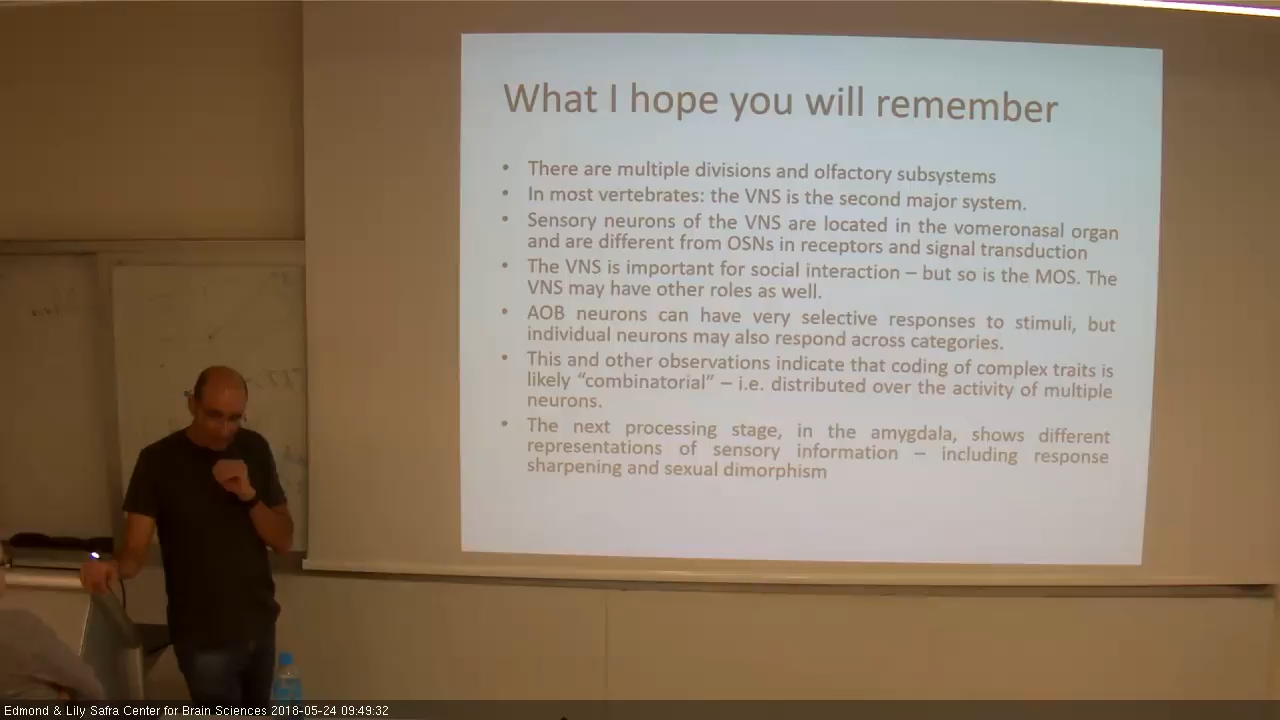 What I hope you will remember
• There are multiple divisions and olfactory subsystems
• In most vertebrates: the VNS is the second major system.
• Sensory neurons of the VNS are located in the vomeronasal organ
and are different from OSNs in receptors and signal transduction
• The VNS is important for social interaction – but so is the MOS. The
VNS may have other roles as well.
• AOB neurons can have very selective responses to stimuli, but
individual neurons may also respond across categories.
• This and other observations indicate that coding of complex traits is
likely “combinatorial” – i.e. distributed over the activity of multiple
neurons.
• The next processing stage, in the amygdala, shows different
representations of sensory information – including response
sharpening and sexual dimorphism
Edmond & Lily Safra Center for Brain Sciences 2018-05-24 09:49:32